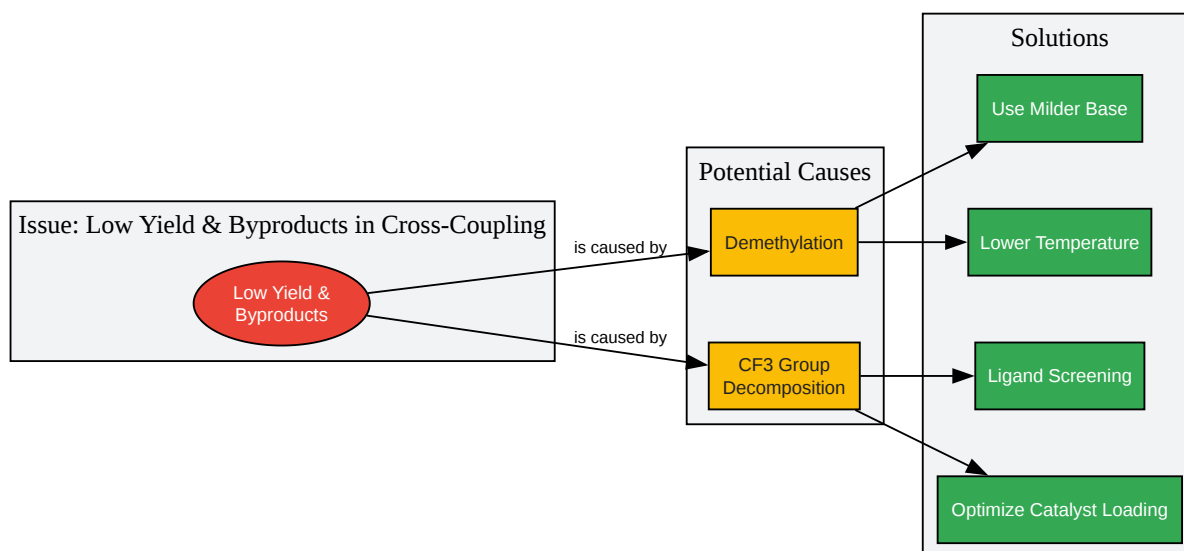 Issue: Low Yield & Byproducts in Cross-Coupling
Low Yield &
Byproducts
is caused by
is caused by
Potential Causes
Demethylation
CF3 Group
Decomposition
Solutions
Use Milder Base
Lower Temperature
Ligand Screening
Optimize Catalyst Loading